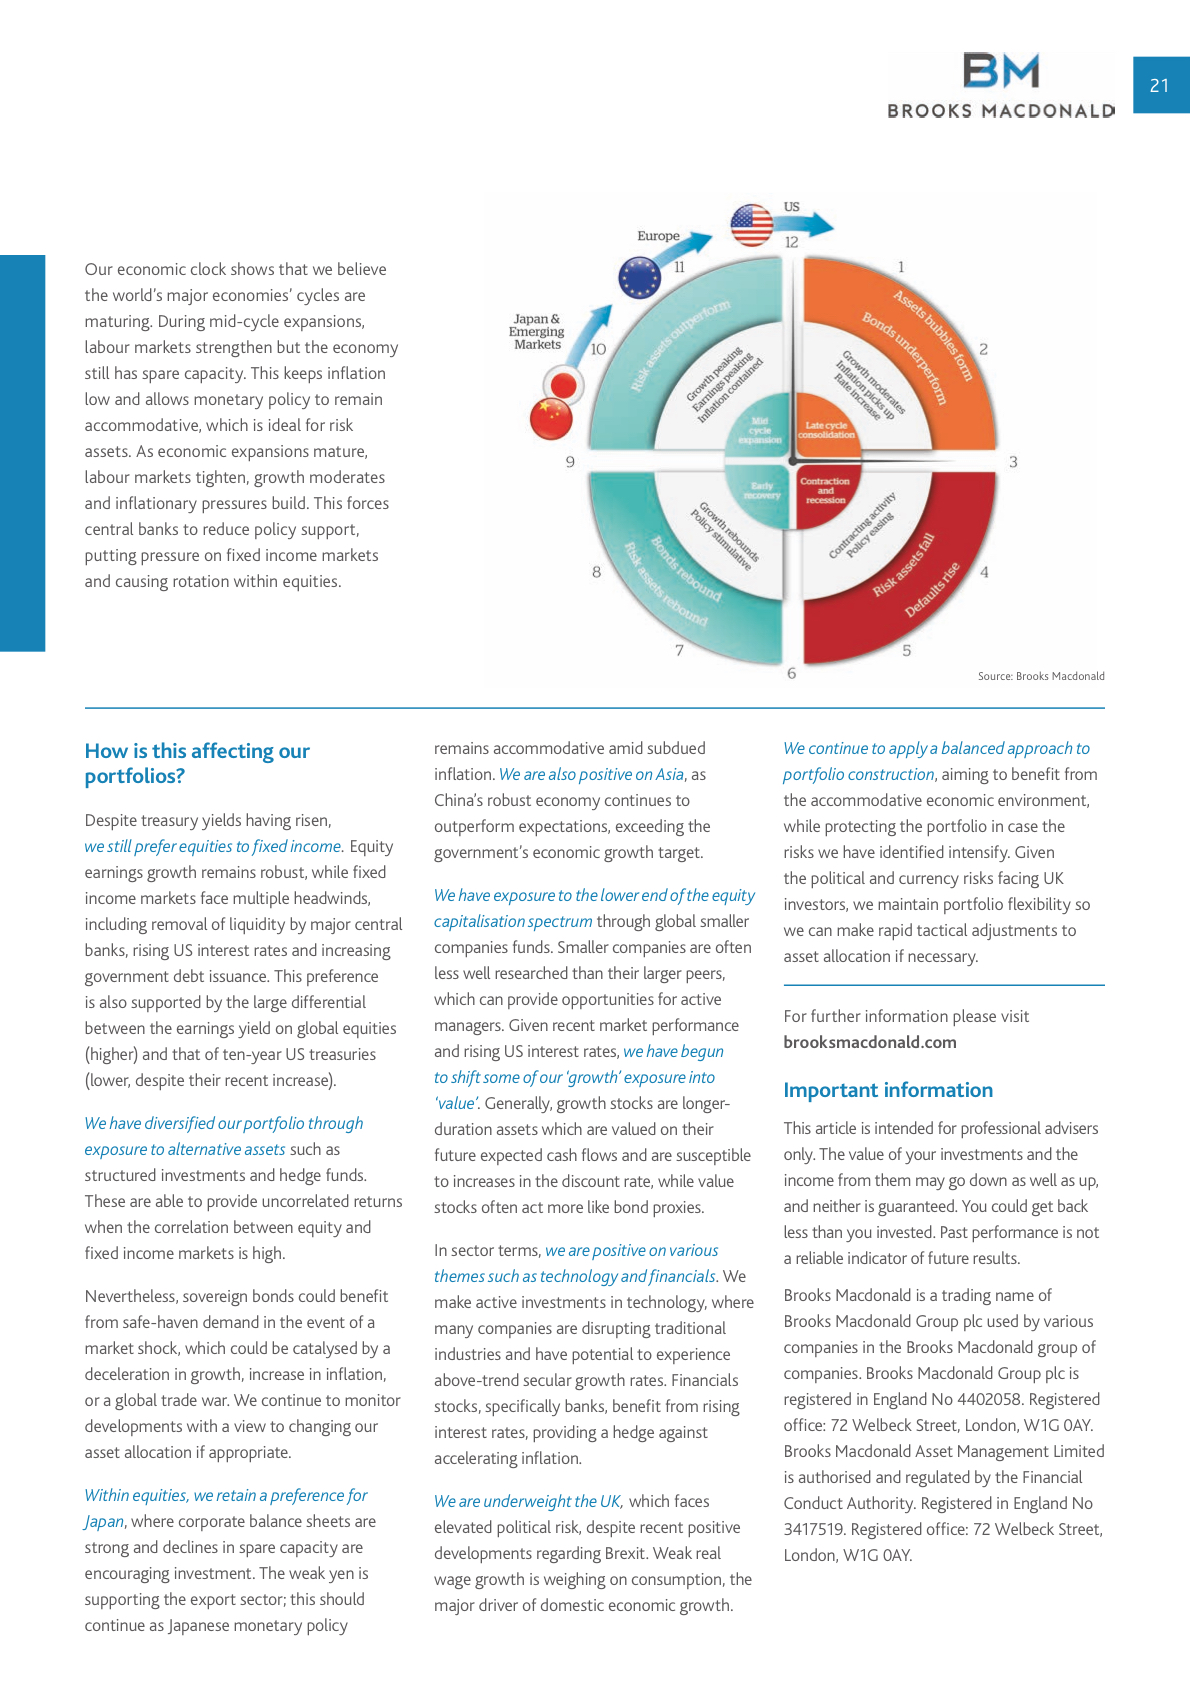 BM
BROOKS MACDONALD
21
Our economic clock shows that we believe
the world's major economies' cycles are
maturing. During mid-cycle expansions,
labour markets strengthen but the economy
still has spare capacity. This keeps inflation
low and allows monetary policy to remain
accommodative, which is ideal for risk
assets. As economic expansions mature,
labour markets tighten, growth moderates
and inflationary pressures build. This forces
central banks to reduce policy support,
putting pressure on fixed income markets
and causing rotation within equities.
US
Europe
Japan &
Emerging
Markets
12
1
2
3
4
5
6
7
8
9
10
11
Risk assets outperform
Growth peaking
Earnings peaking
Inflation contained
Mid
cycle
expansion
Assets bubbles form
Bonds underperform
Growth moderates
Inflation picks up
Rate increase
Late cycle
consolidation
Contraction
and
recession
Contracting activity
Policy easing
Risk assets fall
Defaults rise
Early
recovery
Growth rebounds
Policy stimulative
Bonds rebound
Risk assets rebound
Source: Brooks Macdonald
How is this affecting our
portfolios?
Despite treasury yields having risen,
we still prefer equities to fixed income. Equity
earnings growth remains robust, while fixed
income markets face multiple headwinds,
including removal of liquidity by major central
banks, rising US interest rates and increasing
government debt issuance. This preference
is also supported by the large differential
between the earnings yield on global equities
(higher) and that of ten-year US treasuries
(lower, despite their recent increase).
We have diversified our portfolio through
exposure to alternative assets such as
structured investments and hedge funds.
These are able to provide uncorrelated returns
when the correlation between equity and
fixed income markets is high.
Nevertheless, sovereign bonds could benefit
from safe-haven demand in the event of a
market shock, which could be catalysed by a
deceleration in growth, increase in inflation,
or a global trade war. We continue to monitor
developments with a view to changing our
asset allocation if appropriate.
Within equities, we retain a preference for
Japan, where corporate balance sheets are
strong and declines in spare capacity are
encouraging investment. The weak yen is
supporting the export sector; this should
continue as Japanese monetary policy
remains accommodative amid subdued
inflation. We are also positive on Asia, as
China's robust economy continues to
outperform expectations, exceeding the
government's economic growth target.
We have exposure to the lower end of the equity
capitalisation spectrum through global smaller
companies funds. Smaller companies are often
less well researched than their larger peers,
which can provide opportunities for active
managers. Given recent market performance
and rising US interest rates, we have begun
to shift some of our 'growth' exposure into
'value'. Generally, growth stocks are longer-
duration assets which are valued on their
future expected cash flows and are susceptible
to increases in the discount rate, while value
stocks often act more like bond proxies.
In sector terms, we are positive on various
themes such as technology and financials. We
make active investments in technology, where
many companies are disrupting traditional
industries and have potential to experience
above-trend secular growth rates. Financials
stocks, specifically banks, benefit from rising
interest rates, providing a hedge against
accelerating inflation.
We are underweight the UK, which faces
elevated political risk, despite recent positive
developments regarding Brexit. Weak real
wage growth is weighing on consumption, the
major driver of domestic economic growth.
We continue to apply a balanced approach to
portfolio construction, aiming to benefit from
the accommodative economic environment,
while protecting the portfolio in case the
risks we have identified intensify. Given
the political and currency risks facing UK
investors, we maintain portfolio flexibility so
we can make rapid tactical adjustments to
asset allocation if necessary.
For further information please visit
brooksmacdonald.com
Important information
This article is intended for professional advisers
only. The value of your investments and the
income from them may go down as well as up,
and neither is guaranteed. You could get back
less than you invested. Past performance is not
a reliable indicator of future results.
Brooks Macdonald is a trading name of
Brooks Macdonald Group plc used by various
companies in the Brooks Macdonald group of
companies. Brooks Macdonald Group plc is
registered in England No 4402058. Registered
office: 72 Welbeck Street, London, W1G 0AY.
Brooks Macdonald Asset Management Limited
is authorised and regulated by the Financial
Conduct Authority. Registered in England No
3417519. Registered office: 72 Welbeck Street,
London, W1G 0AY.